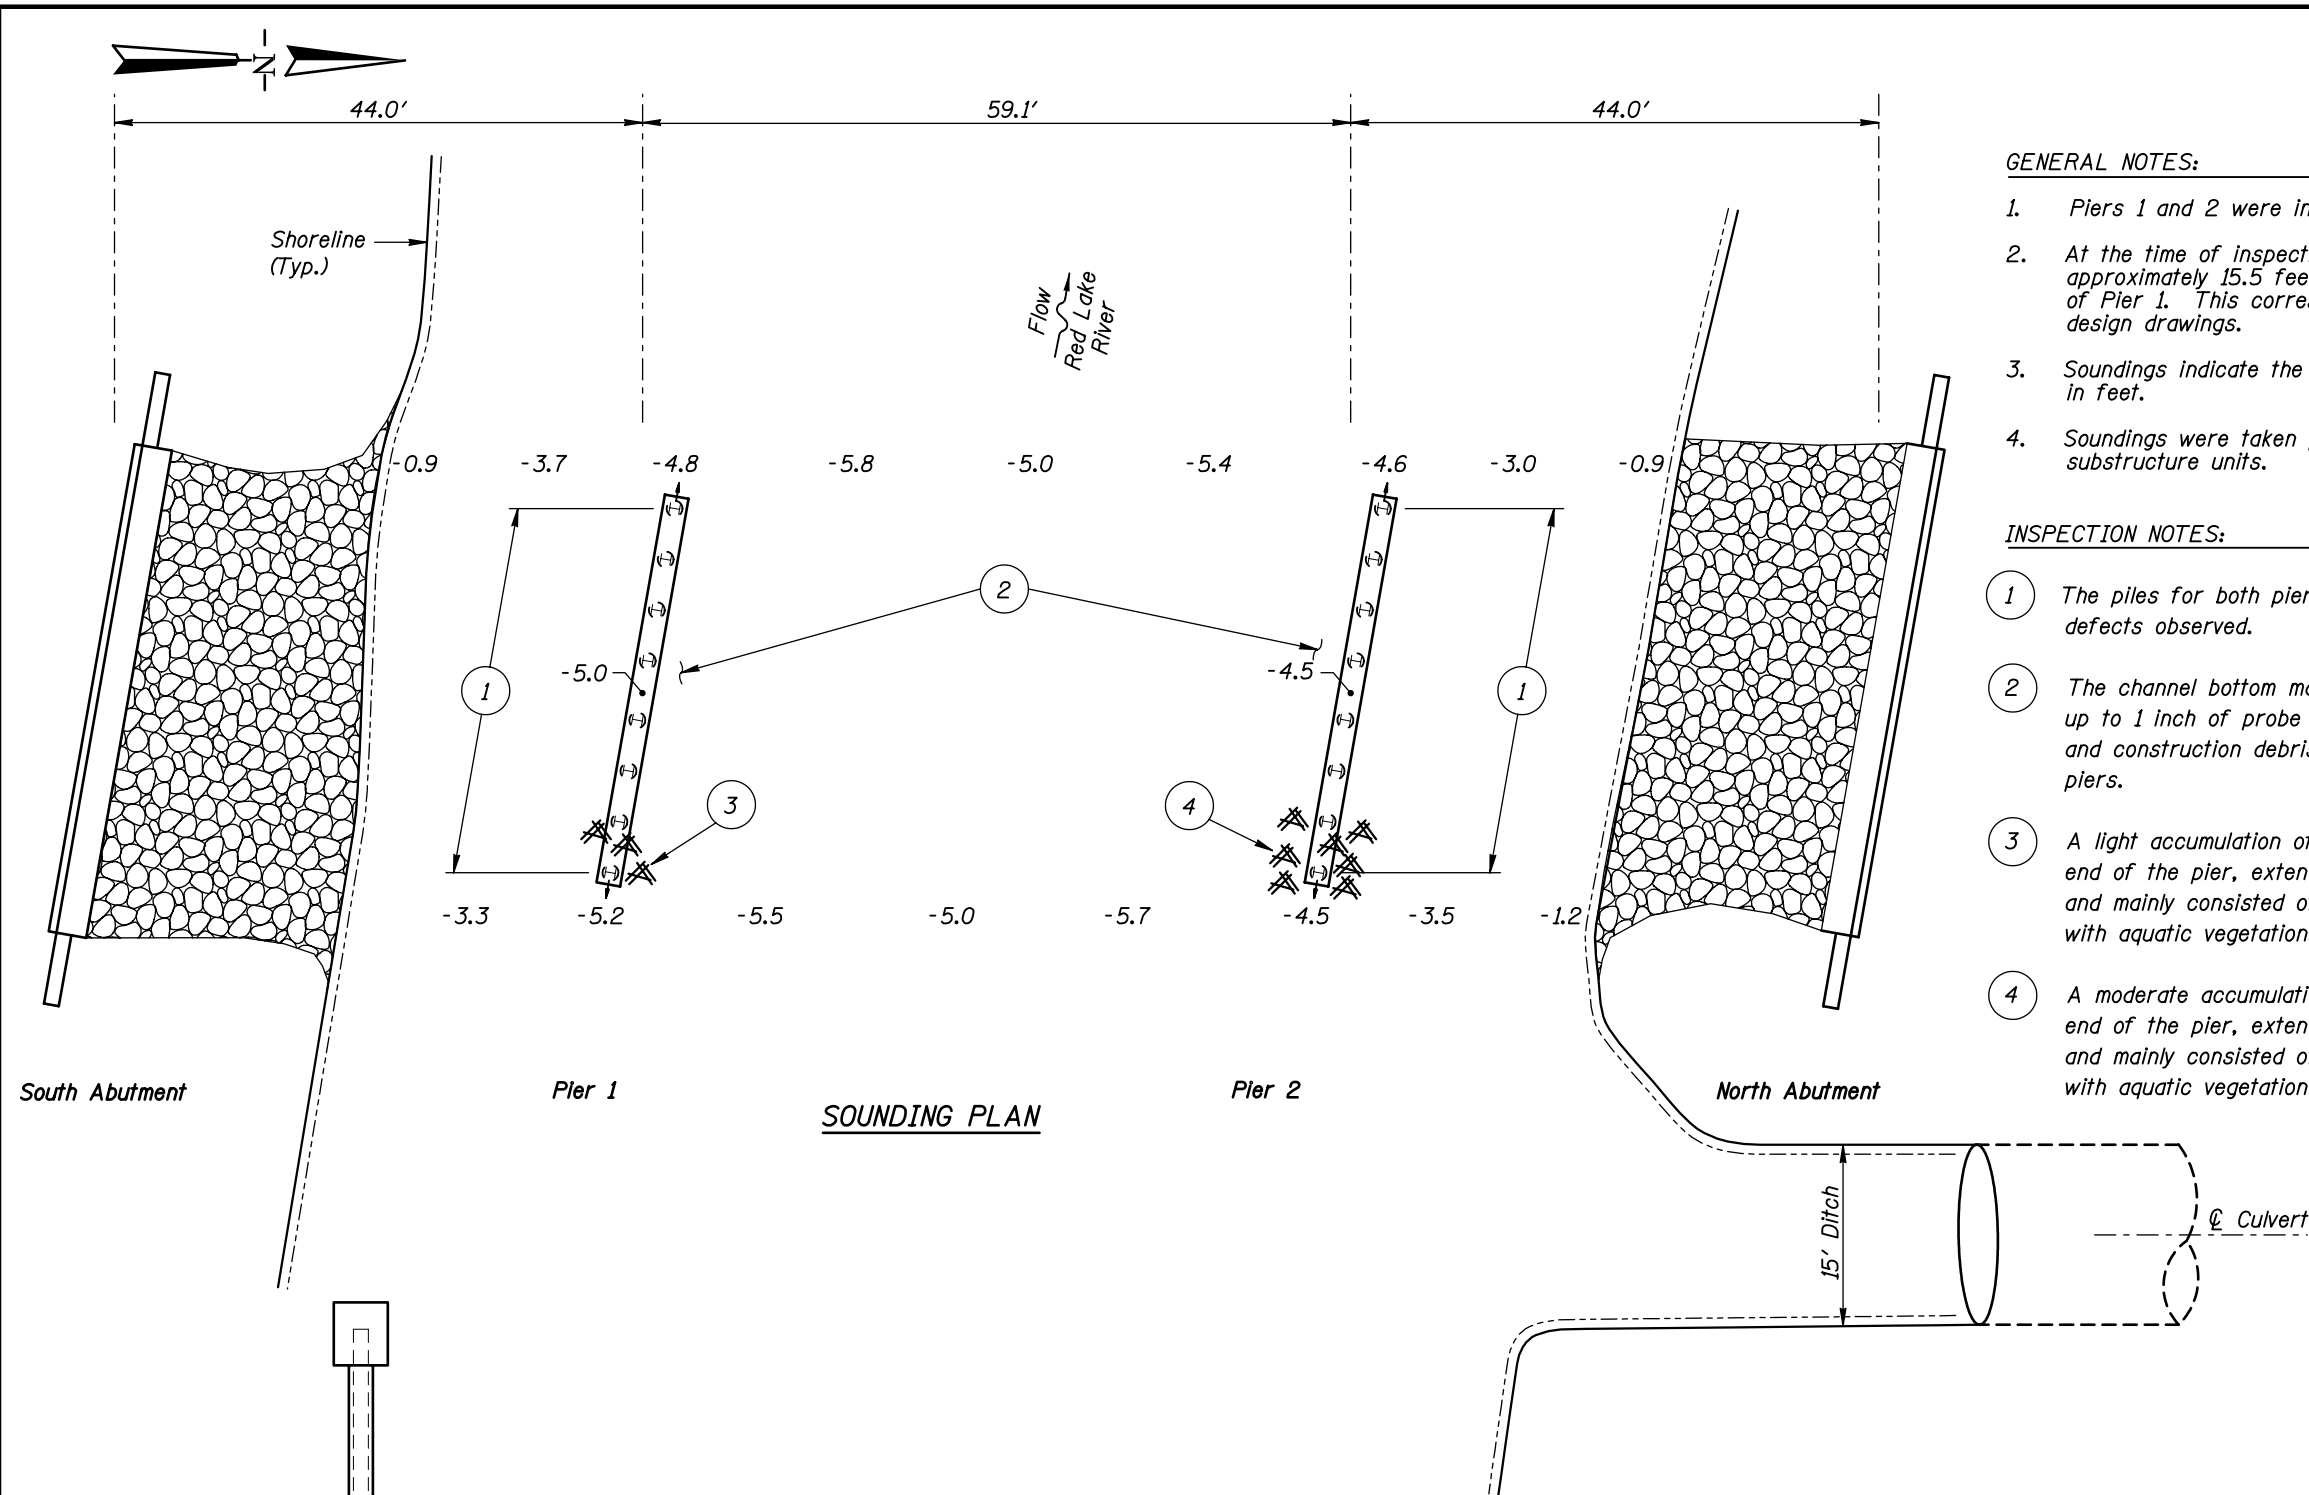 N
44.0'
59.1'
44.0'
Shoreline
(Typ.)
Flow
Red Lake
River
-0.9
-3.7
-4.8
-5.8
-5.0
-5.4
-4.6
-3.0
-0.9
2
-5.0
-4.5
1
1
3
4
-3.3
-5.2
-5.5
-5.0
-5.7
-4.5
-3.5
-1.2
South Abutment
Pier 1
Pier 2
North Abutment
SOUNDING PLAN
15' Ditch
℄ Culvert
GENERAL NOTES:
1. Piers 1 and 2 were in
2. At the time of inspect
approximately 15.5 fee
of Pier 1. This corre
design drawings.
3. Soundings indicate the
in feet.
4. Soundings were taken
substructure units.
INSPECTION NOTES:
1 The piles for both pier
defects observed.
2 The channel bottom ma
up to 1 inch of probe
and construction debris
piers.
3 A light accumulation of
end of the pier, exten
and mainly consisted o
with aquatic vegetation
4 A moderate accumulati
end of the pier, exten
and mainly consisted o
with aquatic vegetation